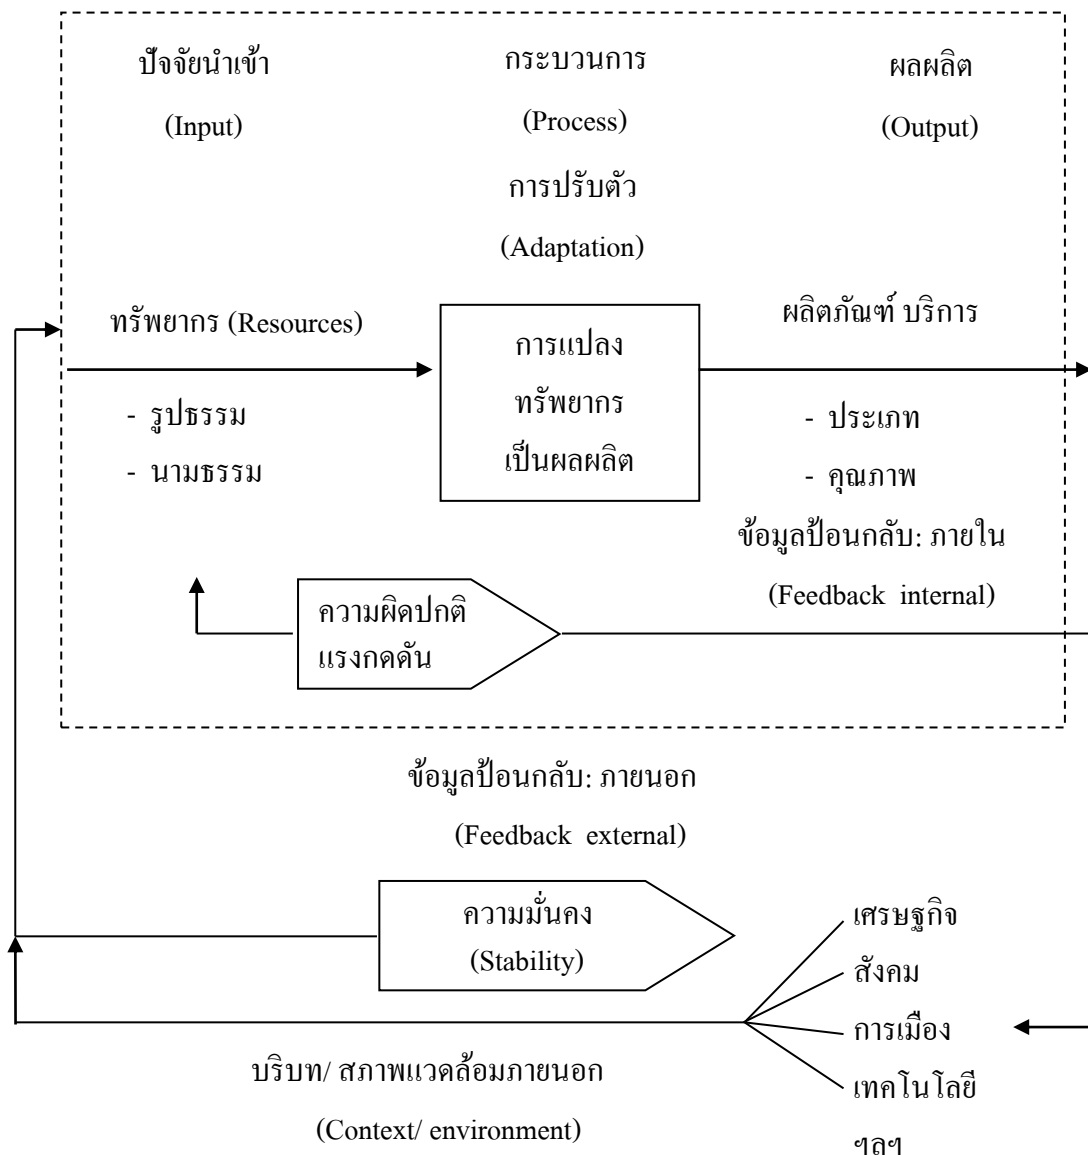 ปัจจัยนำเข้า
(Input)
กระบวนการ
(Process)
การปรับตัว
(Adaptation)
ผลผลิต
(Output)
ทรัพยากร (Resources)
- รูปธรรม
- นามธรรม
การแปลง
ทรัพยากร
เป็นผลผลิต
ผลิตภัณฑ์ บริการ
- ประเภท
- คุณภาพ
ข้อมูลป้อนกลับ: ภายใน
(Feedback internal)
ความผิดปกติ
แรงกดดัน
ข้อมูลป้อนกลับ: ภายนอก
(Feedback external)
ความมั่นคง
(Stability)
เศรษฐกิจ
สังคม
การเมือง
เทคโนโลยี
ฯลฯ
บริบท/ สภาพแวดล้อมภายนอก
(Context/ environment)